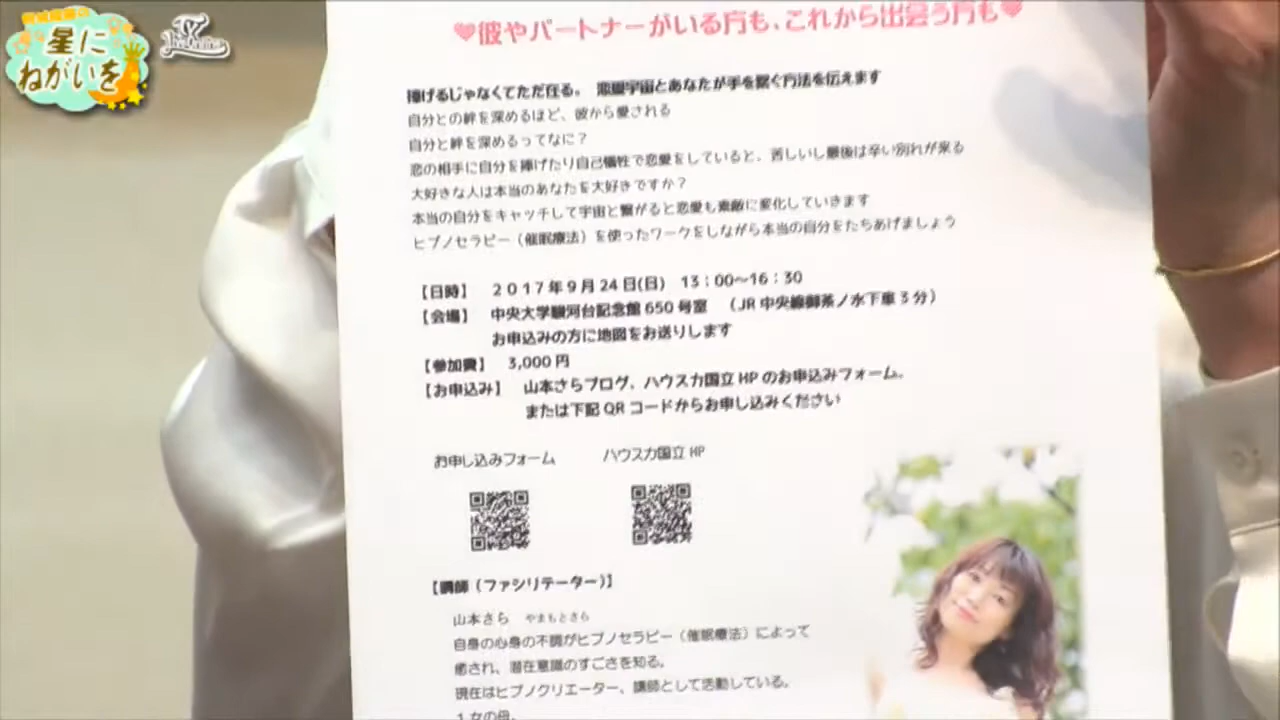 星に
ねがいを
♥彼やパートナーがいる方も、これから出会う方も♥
捧げるじゃなくてただ在る。 恋愛宇宙とあなたが手を繋ぐ方法を伝えます
自分との絆を深めるほど、彼から愛される
自分と絆を深めるってなに？
恋の相手に自分を捧げたり自己犠牲で恋愛をしていると、苦しいし最後は辛い別れが来る
大好きな人は本当のあなたを大好きですか？
本当の自分をキャッチして宇宙と繋がると恋愛も素敵に変化していきます
ヒプノセラピー（催眠療法）を使ったワークをしながら本当の自分をたちあげましょう
【日時】 2017年9月24日(日) 13：00〜16：30
【会場】 中央大学駿河台記念館650号室 （JR中央線御茶ノ水下車3分）
お申込みの方に地図をお送りします
【参加費】 3,000円
【お申込み】 山本さらブログ、ハウスカ国立HPのお申込みフォーム。
または下記QRコードからお申し込みください
お申し込みフォーム ハウスカ国立HP
【講師（ファシリテーター）】
山本さら やまもとさら
自身の心身の不調がヒプノセラピー（催眠療法）によって
癒され、潜在意識のすごさを知る。
現在はヒプノクリエーター、講師として活動している。
1女の母。